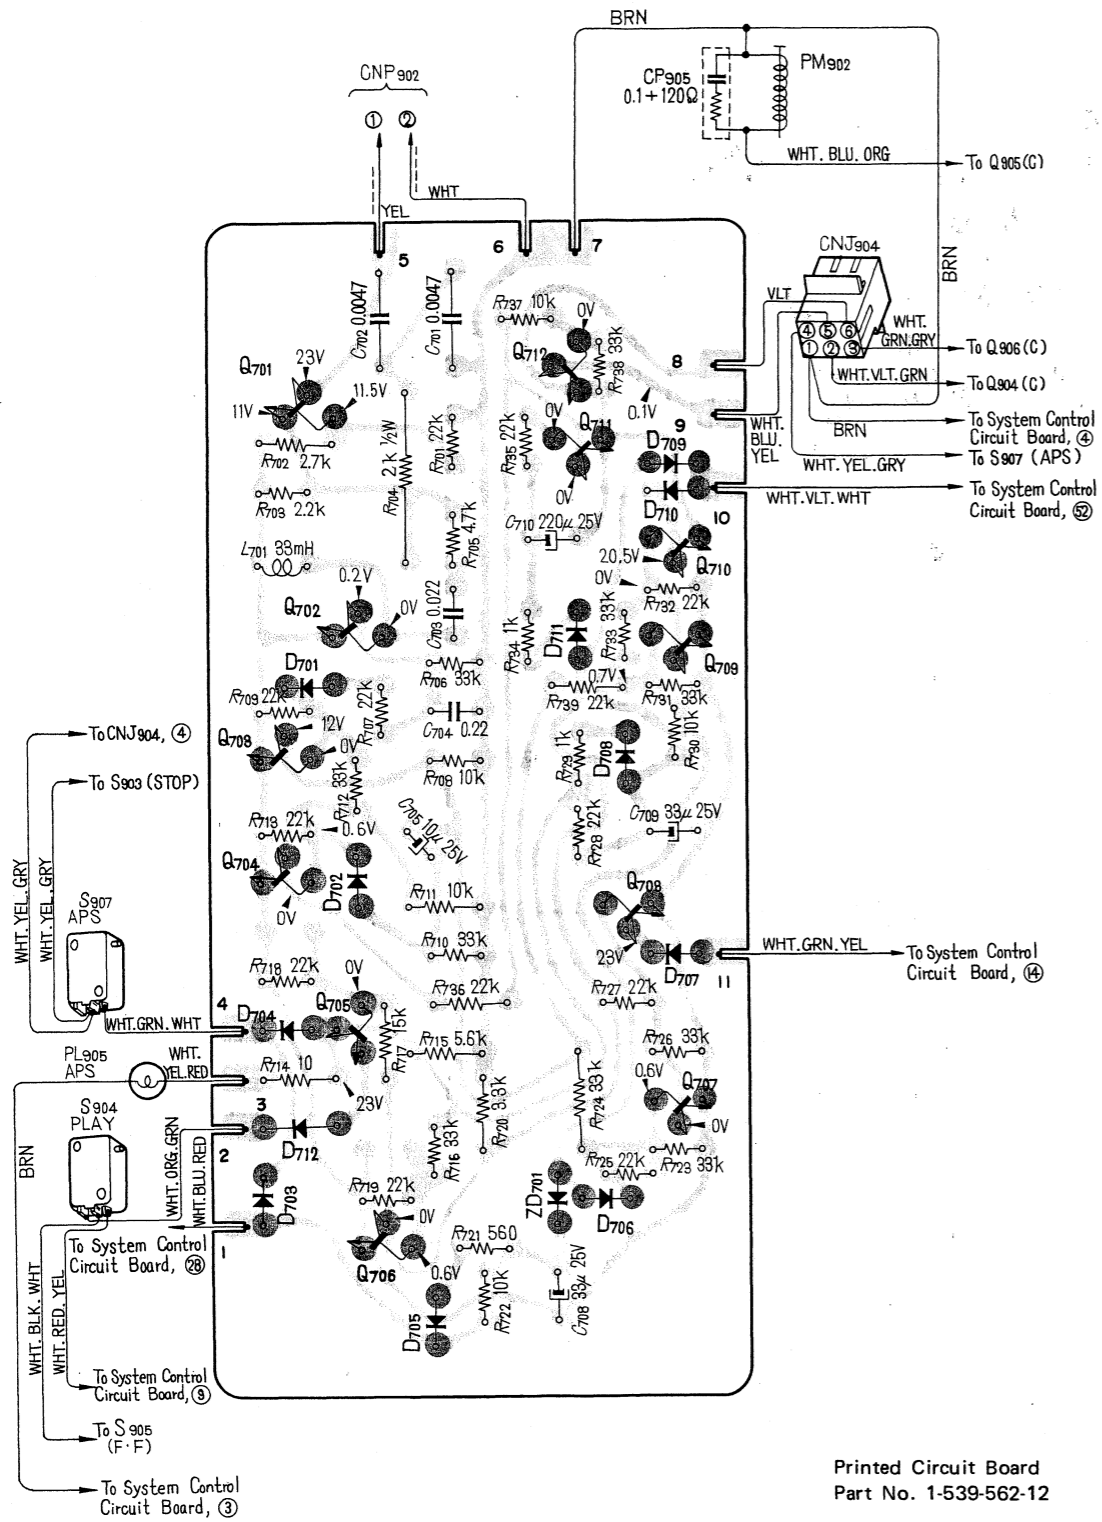 BRN
CNP902
① ②
CP905
0.1+120Ω
PM902
WHT. BLU. ORG
To Q905(C)
WHT
YEL
5
6
7
CNJ904
VLT
BRN
④ ⑤ ⑥
① ② ③
WHT.
GRN.GRY
To Q906(C)
WHT.VLT.GRN
To Q904(C)
8
9
BRN
To System Control
Circuit Board, ④
WHT.
BLU.
YEL
WHT.YEL.GRY
To S907 (APS)
WHT.VLT.WHT
To System Control
Circuit Board, 52
10
C702 0.0047
C701 0.0047
R737 10k
0V
Q712
R738 33k
0.1V
Q701
23V
11.5V
11V
R702 2.7k
R703 2.2k
R704 2k ½W
R701 22k
R735 22k
0V
Q711
0V
D709
D710
C710 220μ 25V
20.5V
Q710
0V
R732 22k
L701 33mH
R705 4.7k
0.2V
Q702
0V
C703 0.022
R734 1k
D711
R733 33k
Q709
D701
R706 33k
0.7V
R739 22k
R731 33k
R709 22k
R707 22k
C704 0.22
R730 10k
Q703
12V
0V
R708 10k
R729 1k
D708
R712 33k
To CNJ904, ④
To S903 (STOP)
R713 22k
0.6V
C705 10μ 25V
R728 22k
C709 33μ 25V
Q704
0V
D702
R711 10k
Q708
23V
D707
WHT.GRN.YEL
To System Control
Circuit Board, ⑭
11
WHT.YEL.GRY
WHT.YEL.GRY
S907
APS
R710 33k
R718 22k
0V
R736 22k
R727 22k
4
D704
Q705
WHT.GRN.WHT
R717 15k
R715 5.6k
R726 33k
PL905
APS
WHT.
YEL.RED
R714 10
23V
R720 3.3k
R724 33k
0.6V
Q707
0V
3
S904
PLAY
2
D712
R716 33k
R725 22k
R723 33k
BRN
WHT.ORG.GRN
WHT.BLU.RED
D703
R719 22k
0V
ZD701
D706
To System Control
Circuit Board, 28
1
Q706
0.6V
R721 560
R722 10k
C708 33μ 25V
WHT.BLK.WHT
WHT.RED.YEL
D705
To System Control
Circuit Board, ⑨
To S905
(F·F)
To System Control
Circuit Board, ③
Printed Circuit Board
Part No. 1-539-562-12